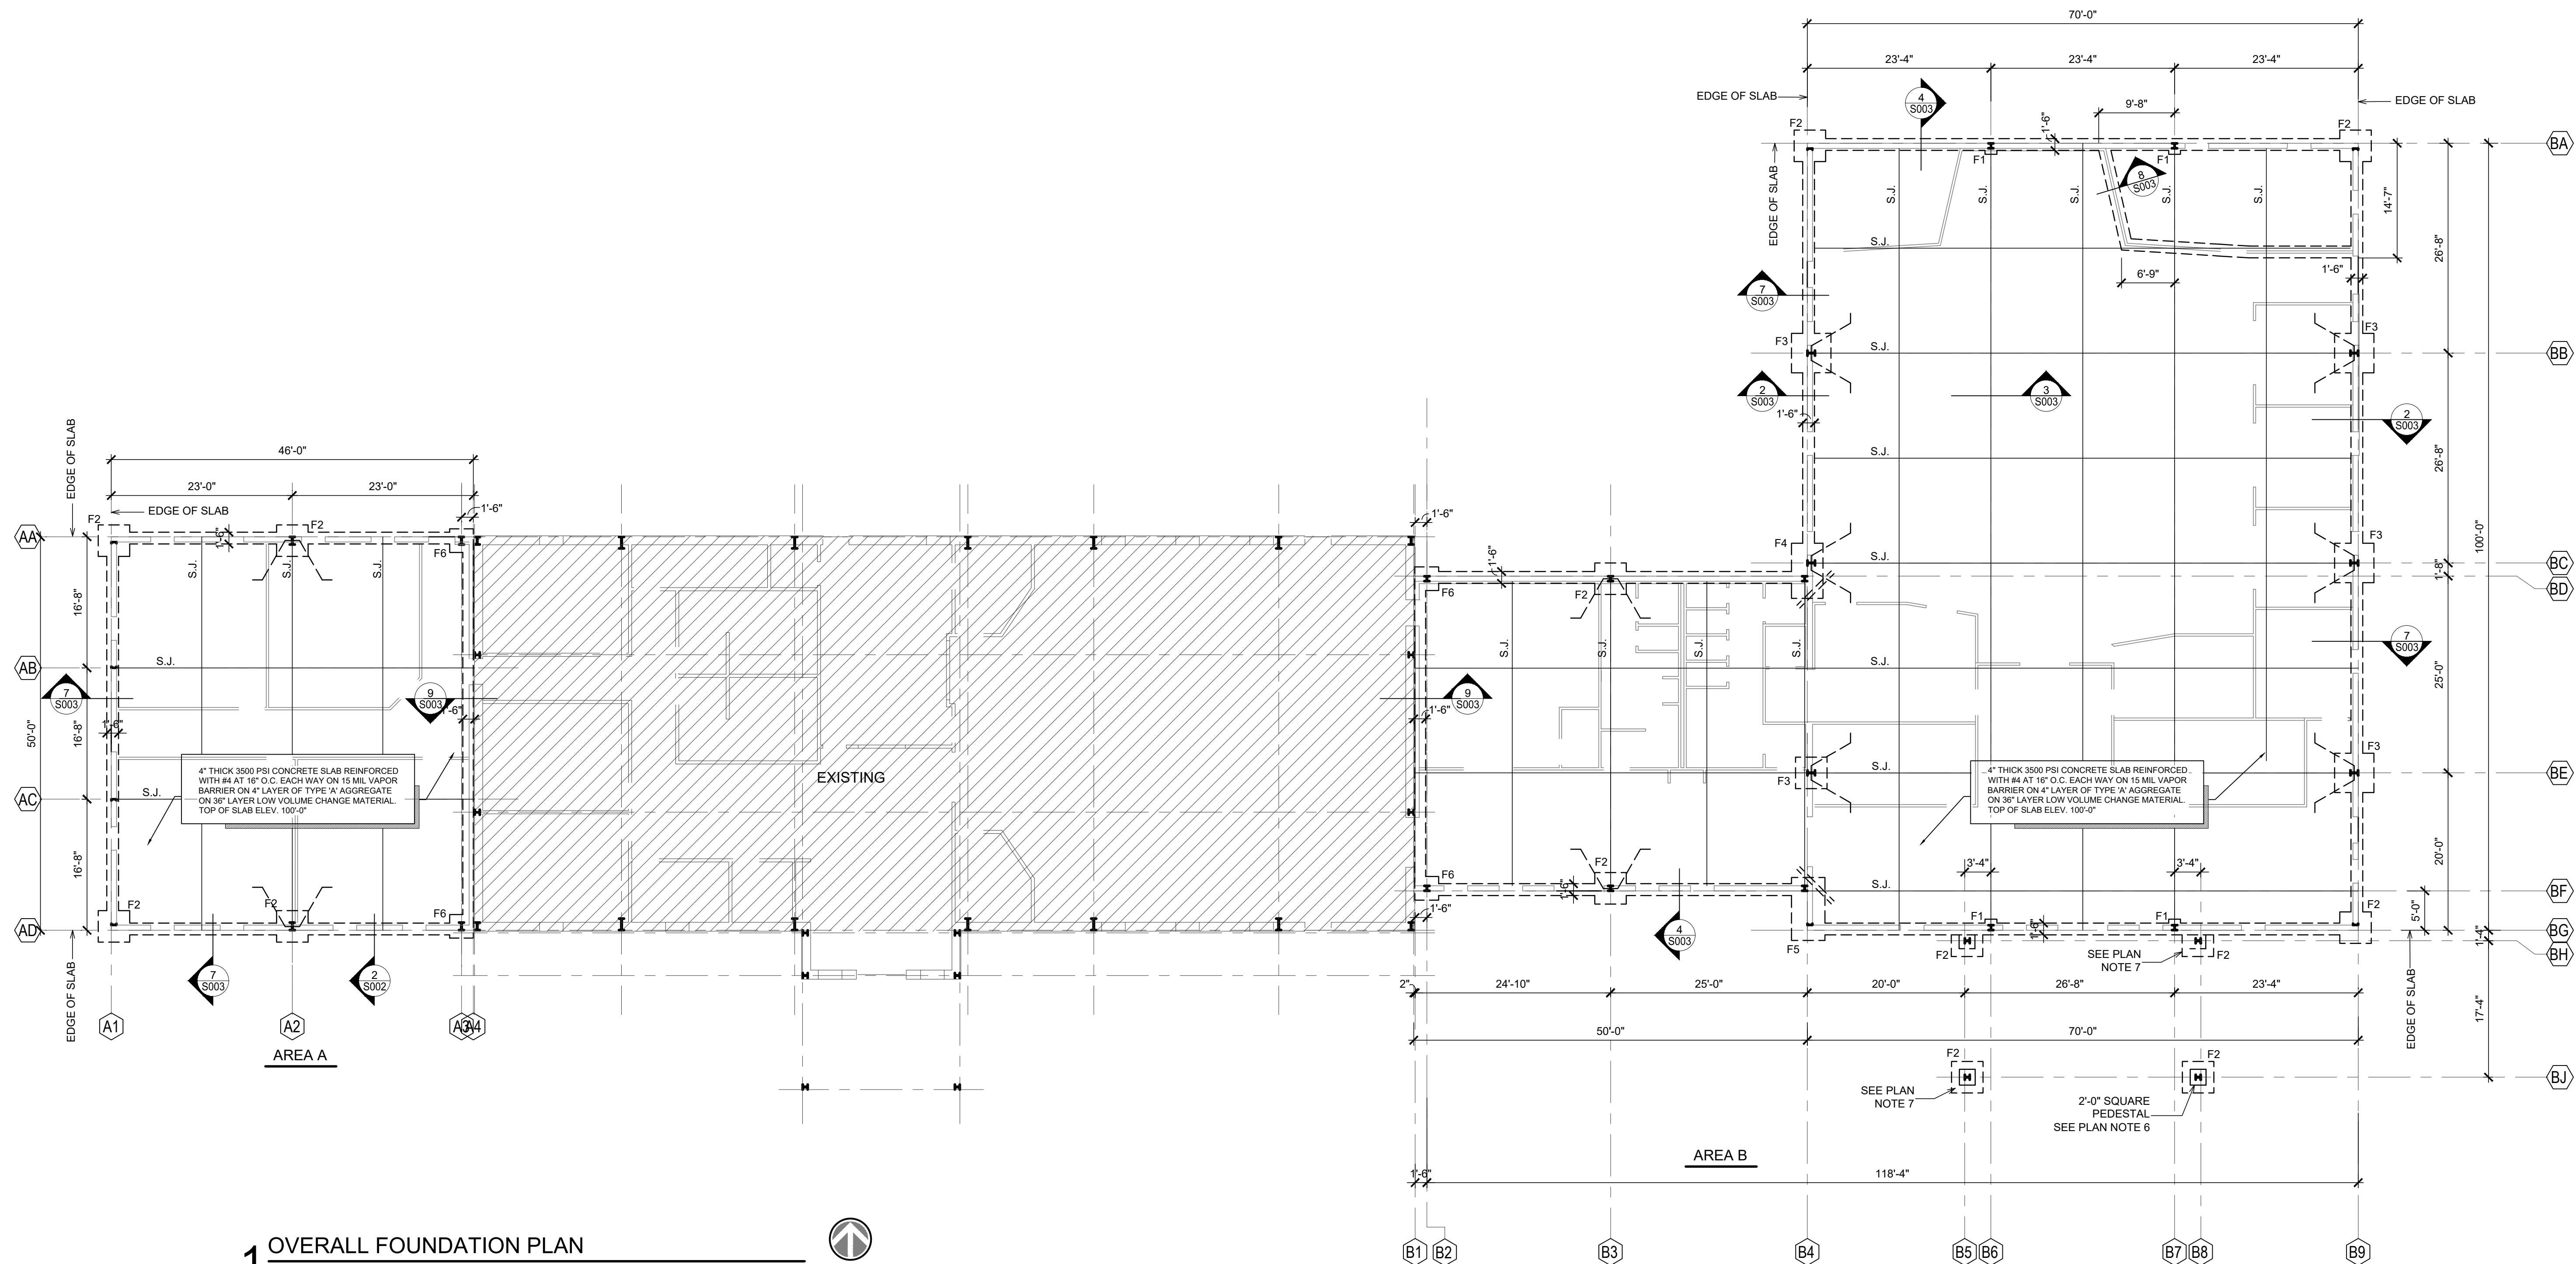 70'-0"
23'-4"
23'-4"
23'-4"
EDGE OF SLAB
4
S003
9'-8"
EDGE OF SLAB
F2
1'-6"
F2
BA
F1
F1
8
S003
EDGE OF SLAB
S.J.
S.J.
S.J.
S.J.
S.J.
14'-7"
S.J.
26'-8"
6'-9"
1'-6"
7
S003
F3
F3
S.J.
BB
2
S003
3
S003
1'-6"
2
S003
S.J.
26'-8"
100'-0"
EDGE OF SLAB
46'-0"
23'-0"
23'-0"
1'-6"
EDGE OF SLAB
F2
F2
1'-6"
F6
AA
S.J.
S.J.
S.J.
16'-8"
1'-6"
F4
F3
S.J.
BC
1'-8"
BD
1'-6"
F6
F2
S.J.
S.J.
S.J.
S.J.
AB
S.J.
S.J.
7
S003
9
S003
1'-6"
9
S003
1'-6"
7
S003
25'-0"
50'-0"
16'-8"
1'-6"
4" THICK 3500 PSI CONCRETE SLAB REINFORCED
WITH #4 AT 16" O.C. EACH WAY ON 15 MIL VAPOR
BARRIER ON 4" LAYER OF TYPE 'A' AGGREGATE
ON 36" LAYER LOW VOLUME CHANGE MATERIAL.
TOP OF SLAB ELEV. 100'-0"
EXISTING
F3
S.J.
F3
BE
4" THICK 3500 PSI CONCRETE SLAB REINFORCED
WITH #4 AT 16" O.C. EACH WAY ON 15 MIL VAPOR
BARRIER ON 4" LAYER OF TYPE 'A' AGGREGATE
ON 36" LAYER LOW VOLUME CHANGE MATERIAL.
TOP OF SLAB ELEV. 100'-0"
AC
S.J.
16'-8"
20'-0"
3'-4"
3'-4"
F6
F2
1'-6"
S.J.
BF
F2
F2
F6
1'-6"
5'-0"
F1
F1
1'-6"
F2
AD
4
S003
F5
F2
SEE PLAN
NOTE 7
F2
BG
1'-4"
BH
EDGE OF SLAB
7
S003
2
S002
2"
24'-10"
25'-0"
20'-0"
26'-8"
23'-4"
EDGE OF SLAB
17'-4"
A1
A2
A3
A4
50'-0"
70'-0"
AREA A
F2
F2
BJ
SEE PLAN
NOTE 7
2'-0" SQUARE
PEDESTAL
SEE PLAN NOTE 6
AREA B
1'-6"
118'-4"
1
OVERALL FOUNDATION PLAN
B1
B2
B3
B4
B5
B6
B7
B8
B9